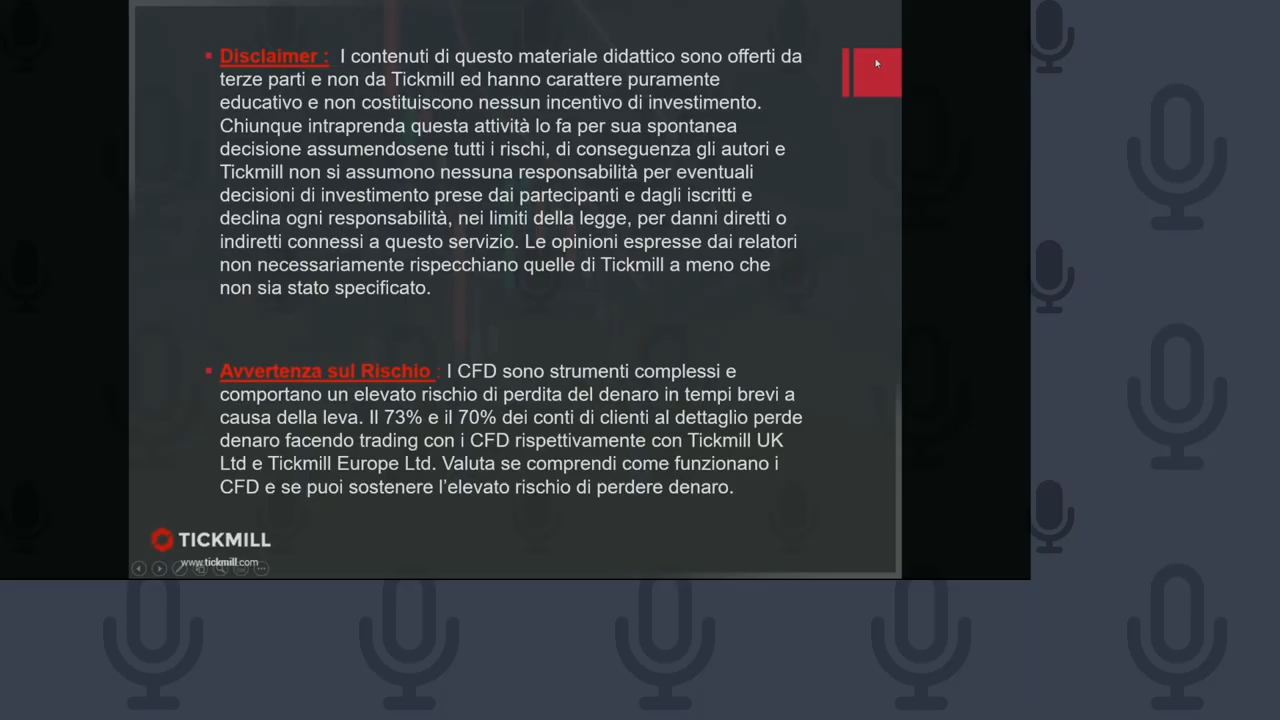 Disclaimer : I contenuti di questo materiale didattico sono offerti da
terze parti e non da Tickmill ed hanno carattere puramente
educativo e non costituiscono nessun incentivo di investimento.
Chiunque intraprenda questa attività lo fa per sua spontanea
decisione assumendosene tutti i rischi, di conseguenza gli autori e
Tickmill non si assumono nessuna responsabilità per eventuali
decisioni di investimento prese dai partecipanti e dagli iscritti e
declina ogni responsabilità, nei limiti della legge, per danni diretti o
indiretti connessi a questo servizio. Le opinioni espresse dai relatori
non necessariamente rispecchiano quelle di Tickmill a meno che
non sia stato specificato.
Avvertenza sul Rischio : I CFD sono strumenti complessi e
comportano un elevato rischio di perdita del denaro in tempi brevi a
causa della leva. Il 73% e il 70% dei conti di clienti al dettaglio perde
denaro facendo trading con i CFD rispettivamente con Tickmill UK
Ltd e Tickmill Europe Ltd. Valuta se comprendi come funzionano i
CFD e se puoi sostenere l’elevato rischio di perdere denaro.
TICKMILL
www.tickmill.com